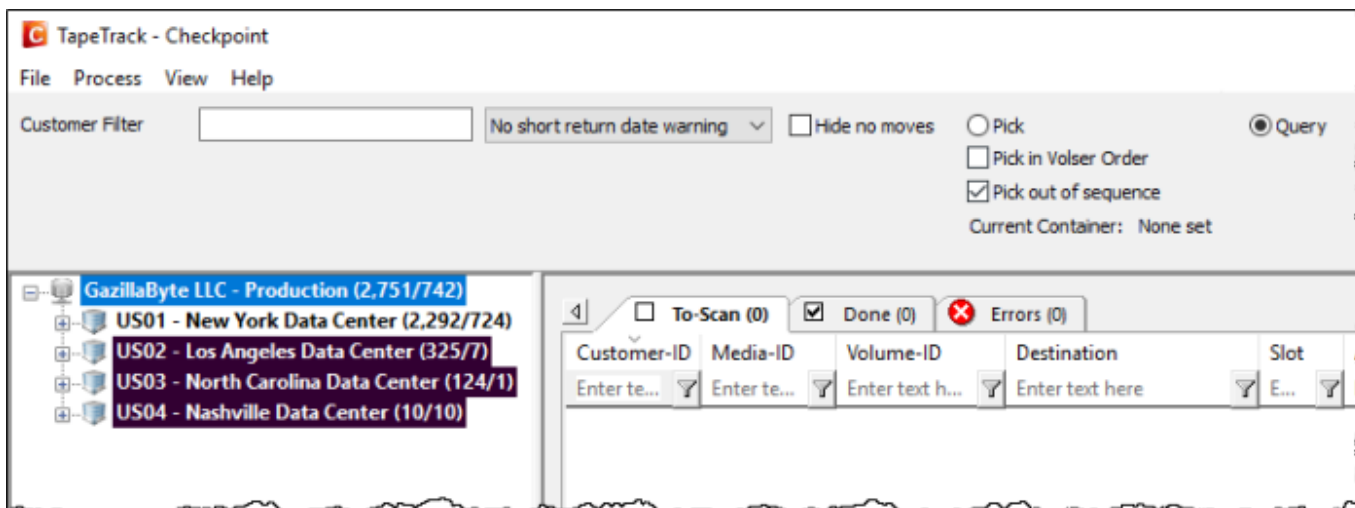 TapeTrack - Checkpoint
File Process View Help
Customer Filter No short return date warning Hide no moves Pick Query
Pick in Volser Order
Pick out of sequence
Current Container: None set
GazillaByte LLC - Production (2,751/742)
US01 - New York Data Center (2,292/724)
US02 - Los Angeles Data Center (325/7)
US03 - North Carolina Data Center (124/1)
US04 - Nashville Data Center (10/10)
To-Scan (0) Done (0) Errors (0)
Customer-ID Media-ID Volume-ID Destination Slot
Enter te... Enter te... Enter text h... Enter text here E...